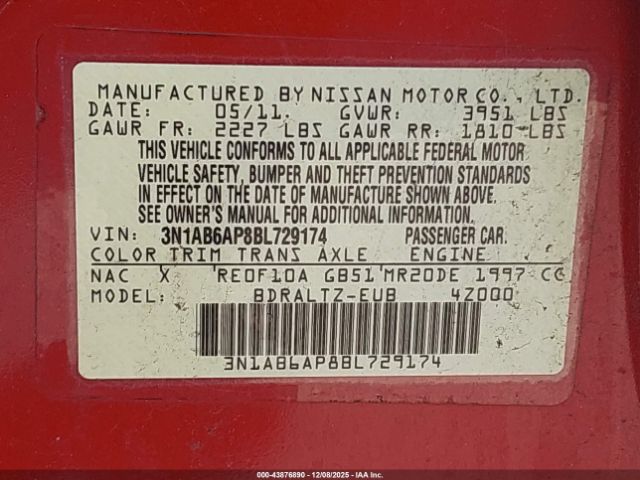 MANUFACTURED BY NISSAN MOTOR CO., LTD.
DATE: 05/11. GVWR: 3951 LBS
GAWR FR: 2227 LBS GAWR RR: 1810 LBS
THIS VEHICLE CONFORMS TO ALL APPLICABLE FEDERAL MOTOR
VEHICLE SAFETY, BUMPER AND THEFT PREVENTION STANDARDS
IN EFFECT ON THE DATE OF MANUFACTURE SHOWN ABOVE.
SEE OWNER'S MANUAL FOR ADDITIONAL INFORMATION.
VIN: 3N1AB6AP8BL729174 PASSENGER CAR.
COLOR TRIM TRANS AXLE ENGINE
NAC X RE0F10A GB51 MR20DE 1997 CC
MODEL: BDRALTZ-EUB 4Z000
3N1AB6AP8BL729174
000-43876890 - 12/08/2025 - IAA Inc.